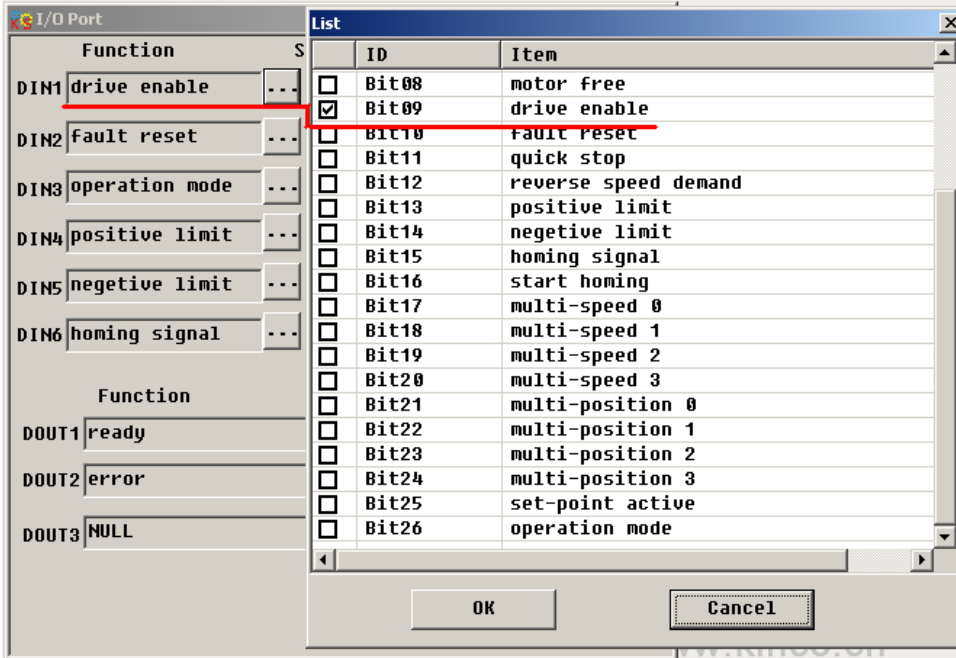 I/O Port
Function S
DIN1 drive enable ...
DIN2 fault reset ...
DIN3 operation mode ...
DIN4 positive limit ...
DIN5 negetive limit ...
DIN6 homing signal ...
Function
DOUT1 ready
DOUT2 error
DOUT3 NULL
List
ID Item
Bit08 motor free
Bit09 drive enable
Bit10 fault reset
Bit11 quick stop
Bit12 reverse speed demand
Bit13 positive limit
Bit14 negetive limit
Bit15 homing signal
Bit16 start homing
Bit17 multi-speed 0
Bit18 multi-speed 1
Bit19 multi-speed 2
Bit20 multi-speed 3
Bit21 multi-position 0
Bit22 multi-position 1
Bit23 multi-position 2
Bit24 multi-position 3
Bit25 set-point active
Bit26 operation mode
OK Cancel